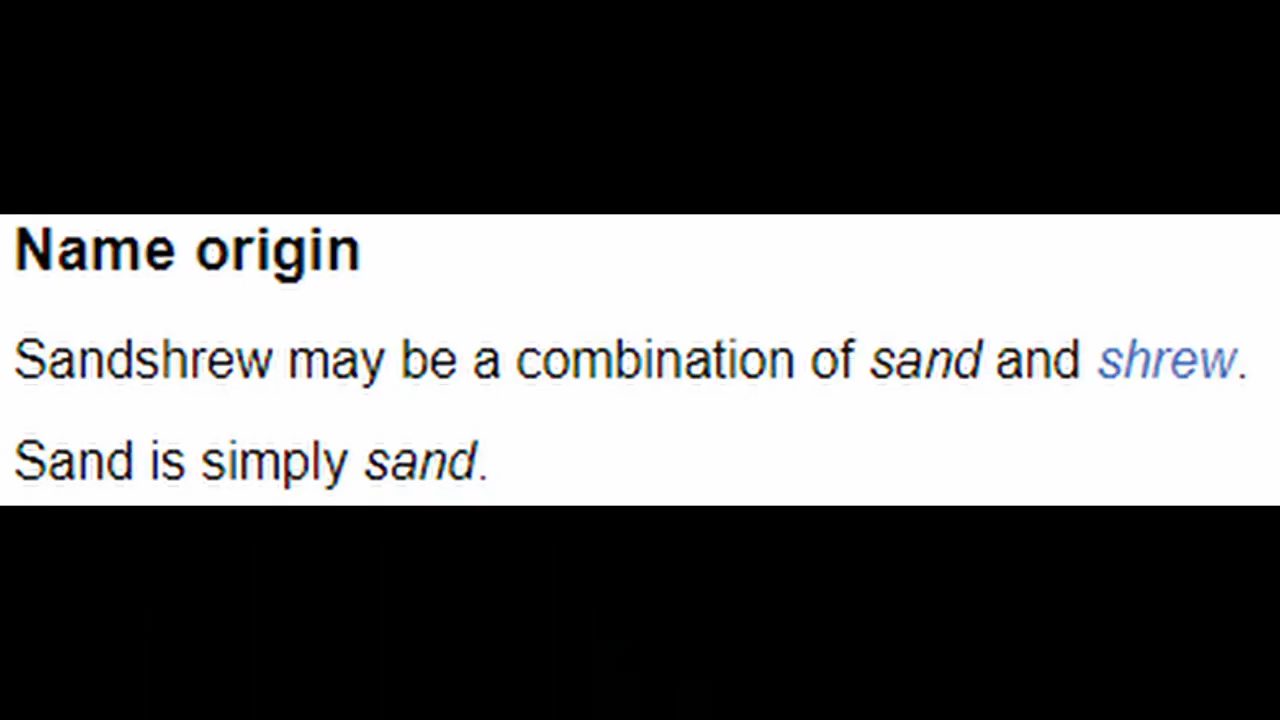 Name origin
Sandshrew may be a combination of sand and shrew.
Sand is simply sand.